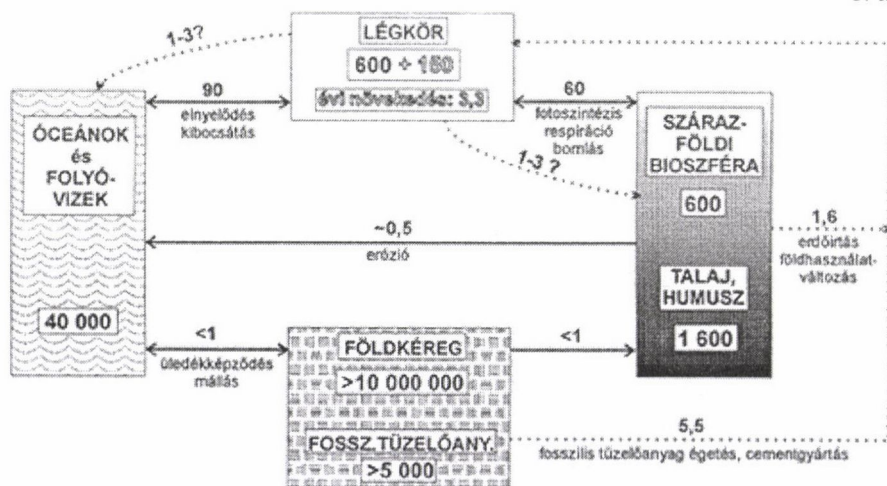 1-3?
LÉGKÖR
600 + 150
évi növekedés: 3,3
90
elnyelődés
kibocsátás
60
fotoszintézis
respiráció
bomlás
1-3 ?
ÓCEÁNOK
és
FOLYÓ-
VIZEK
40 000
SZÁRAZ-
FÖLDI
BIOSZFÉRA
600
TALAJ,
HUMUSZ
1 600
1,6
erdőirtás
földhasználat-
változás
~0,5
erózió
<1
üledékképződés
mállás
FÖLDKÉREG
>10 000 000
FOSSZ.TÜZELŐANY.
>5 000
<1
5,5
fosszilis tüzelőanyag égetés, cementgyártás